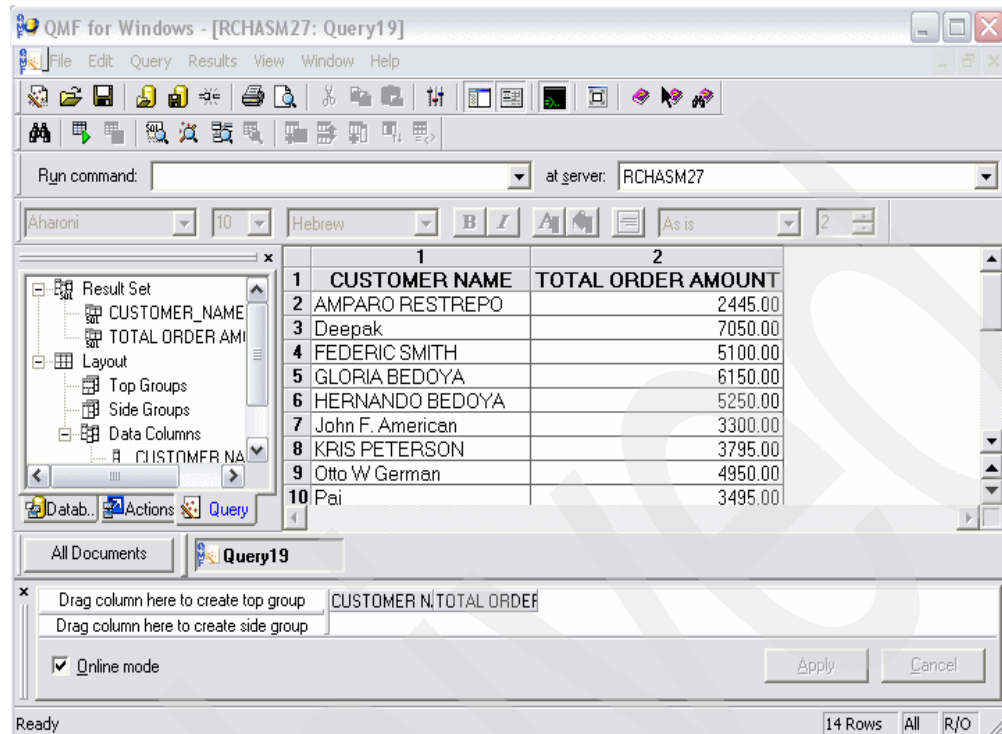 QMF for Windows - [RCHASM27: Query19]
File Edit Query Results View Window Help
Run command: at server: RCHASM27
Aharoni 10 Hebrew B I As is 2
Result Set
CUSTOMER_NAME
TOTAL ORDER AM
Layout
Top Groups
Side Groups
Data Columns
CUSTOMER NA
Datab.. Actions Query
1 2
1 CUSTOMER NAME TOTAL ORDER AMOUNT
2 AMPARO RESTREPO 2445.00
3 Deepak 7050.00
4 FEDERIC SMITH 5100.00
5 GLORIA BEDOYA 6150.00
6 HERNANDO BEDOYA 5250.00
7 John F. American 3300.00
8 KRIS PETERSON 3795.00
9 Otto W German 4950.00
10 Pai 3495.00
All Documents Query19
Drag column here to create top group CUSTOMER N TOTAL ORDER
Drag column here to create side group
Online mode Apply Cancel
Ready 14 Rows All R/O